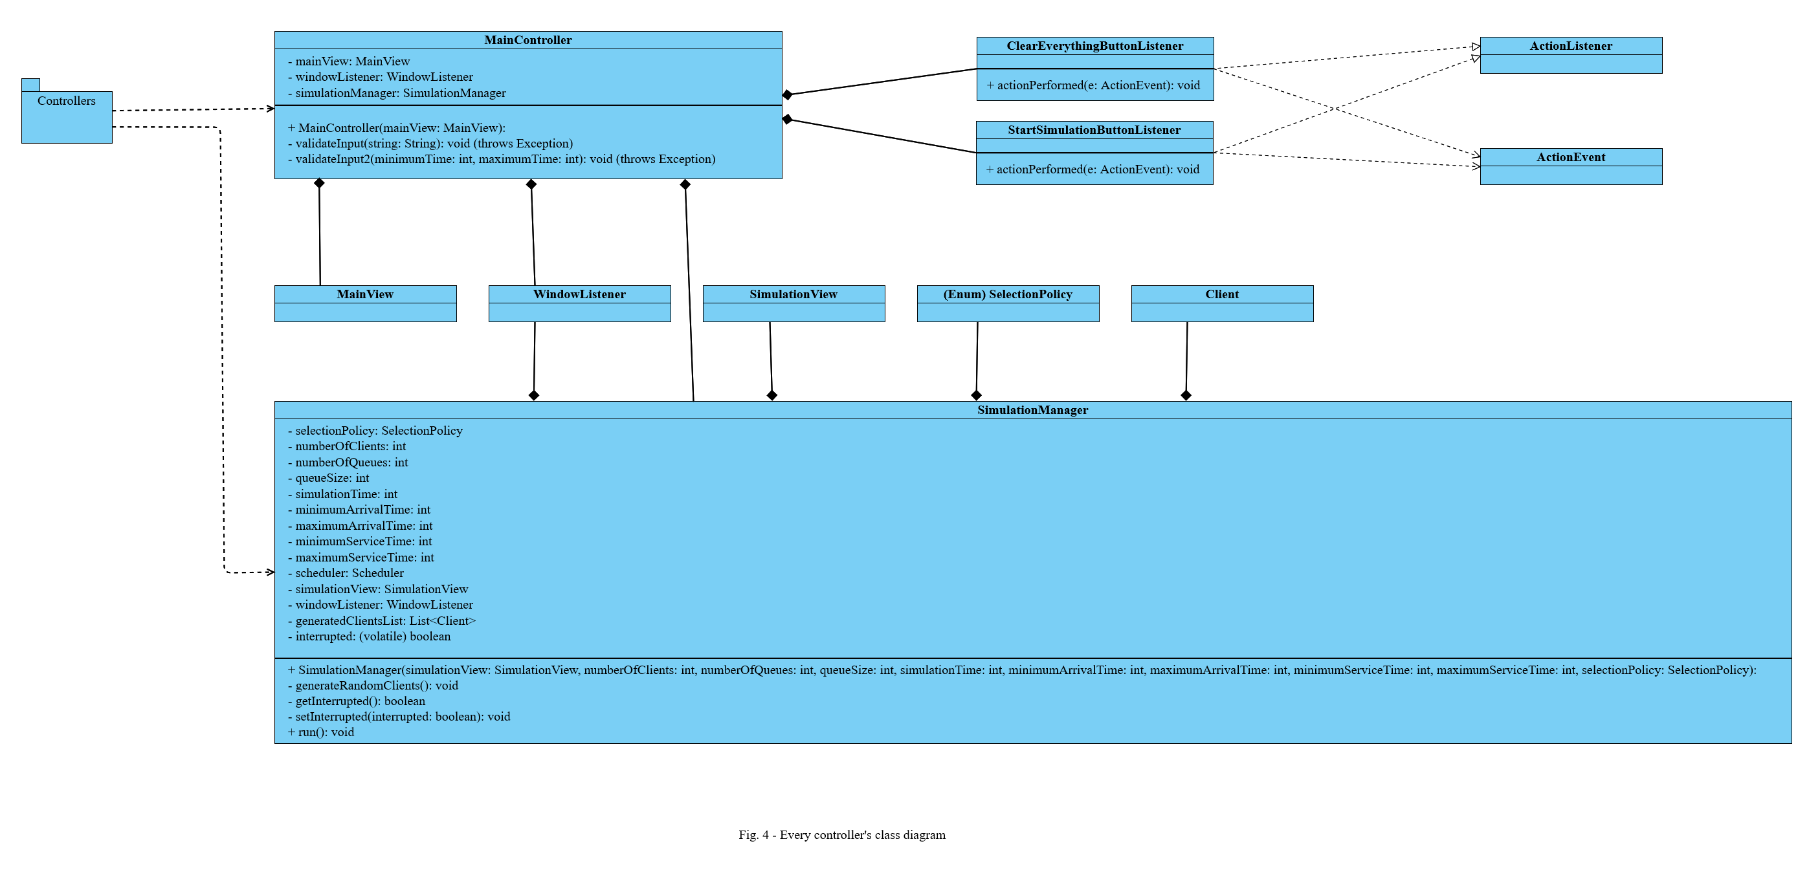 Controllers
MainController
- mainView: MainView
- windowListener: WindowListener
- simulationManager: SimulationManager
+ MainController(mainView: MainView):
- validateInput(string: String): void (throws Exception)
- validateInput2(minimumTime: int, maximumTime: int): void (throws Exception)
ClearEverythingButtonListener
+ actionPerformed(e: ActionEvent): void
StartSimulationButtonListener
+ actionPerformed(e: ActionEvent): void
ActionListener
ActionEvent
MainView
WindowListener
SimulationView
(Enum) SelectionPolicy
Client
SimulationManager
- selectionPolicy: SelectionPolicy
- numberOfClients: int
- numberOfQueues: int
- queueSize: int
- simulationTime: int
- minimumArrivalTime: int
- maximumArrivalTime: int
- minimumServiceTime: int
- maximumServiceTime: int
- scheduler: Scheduler
- simulationView: SimulationView
- windowListener: WindowListener
- generatedClientsList: List<Client>
- interrupted: (volatile) boolean
+ SimulationManager(simulationView: SimulationView, numberOfClients: int, numberOfQueues: int, queueSize: int, simulationTime: int, minimumArrivalTime: int, maximumArrivalTime: int, minimumServiceTime: int, maximumServiceTime: int, selectionPolicy: SelectionPolicy):
- generateRandomClients(): void
- getInterrupted(): boolean
- setInterrupted(interrupted: boolean): void
+ run(): void
Fig. 4 - Every controller's class diagram